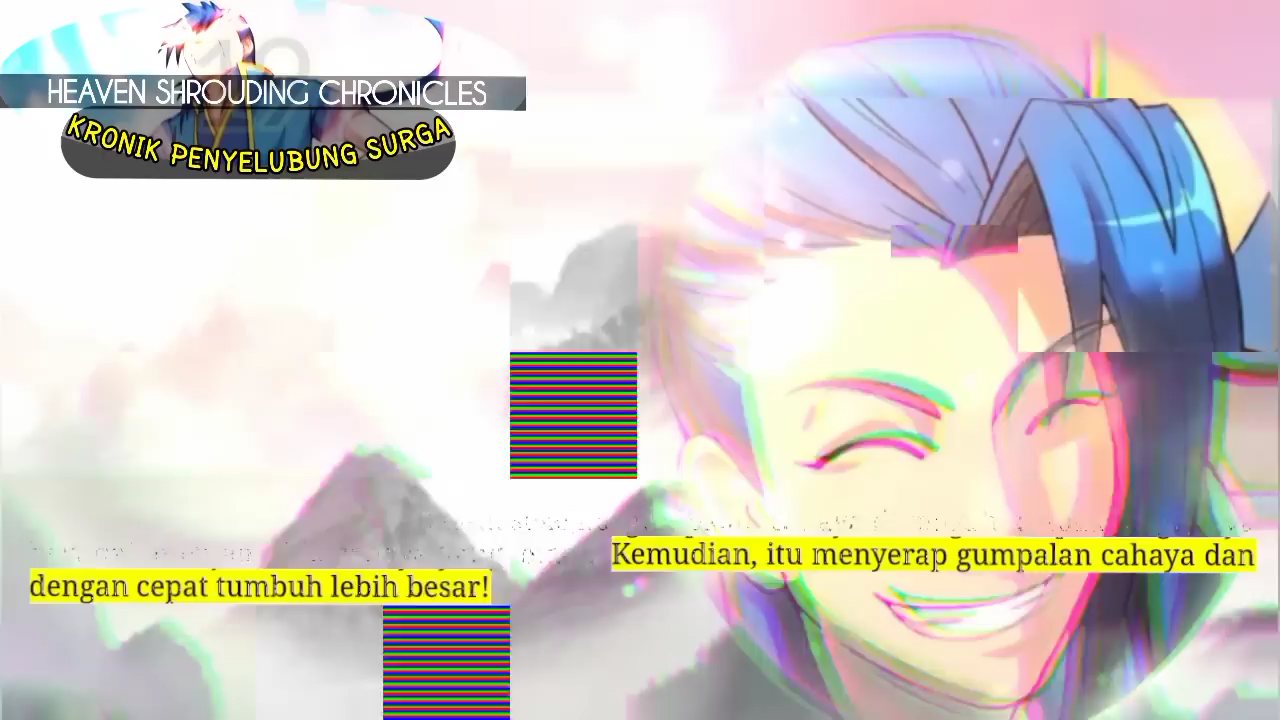 HEAVEN SHROUDING CHRONICLES
KRONIK PENYELUBUNG SURGA
Kemudian, itu menyerap gumpalan cahaya dan
dengan cepat tumbuh lebih besar!